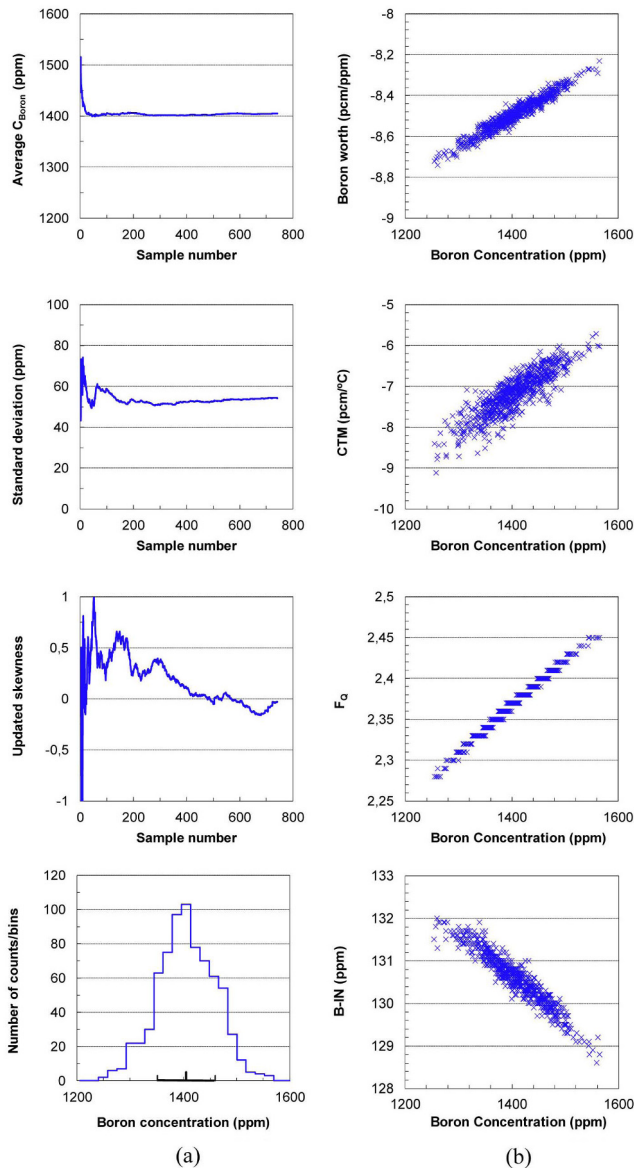 1600
1500
1400
1300
1200
Average C_Boron (ppm)
0 200 400 600 800
Sample number
-8
-8,2
-8,4
-8,6
-8,8
-9
Boron worth (pcm/ppm)
1200 1400 1600
Boron Concentration (ppm)
100
80
60
40
20
0
Standard deviation (ppm)
0 200 400 600 800
Sample number
-5
-6
-7
-8
-9
-10
CTM (pcm/ºC)
1200 1400 1600
Boron Concentration (ppm)
1
0,5
0
-0,5
-1
Updated skewness
0 200 400 600 800
Sample number
2,5
2,45
2,4
2,35
2,3
2,25
F_Q
1200 1400 1600
Boron Concentration (ppm)
120
100
80
60
40
20
0
Number of counts/bins
1200 1400 1600
Boron concentration (ppm)
133
132
131
130
129
128
B-IN (ppm)
1200 1400 1600
Boron Concentration (ppm)
(a)
(b)